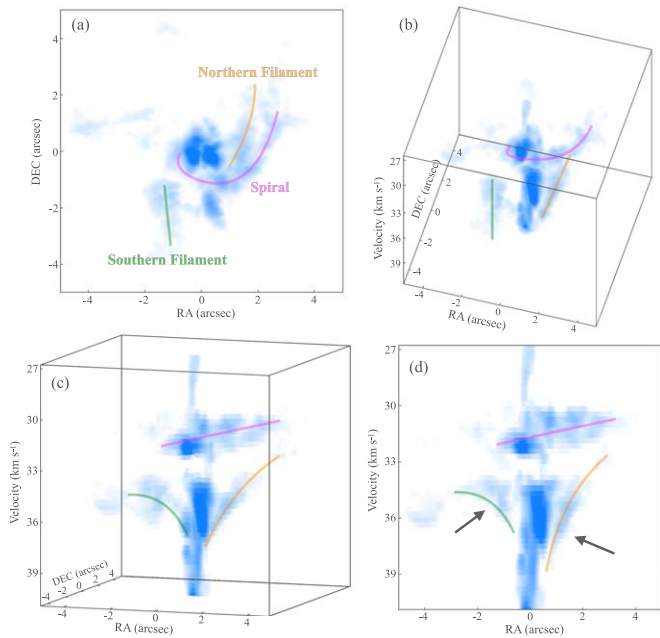 (a)
Northern Filament
Spiral
Southern Filament
DEC (arcsec)
4
2
0
-2
-4
-4
-2
0
2
4
RA (arcsec)
(b)
Velocity (km s⁻¹)
27
30
33
36
39
DEC (arcsec)
4
2
0
-2
-4
-4
-2
0
2
4
RA (arcsec)
(c)
Velocity (km s⁻¹)
27
30
33
36
39
DEC (arcsec)
4
2
0
-2
-4
-4
-2
0
2
4
RA (arcsec)
(d)
Velocity (km s⁻¹)
27
30
33
36
39
-4
-2
0
2
4
RA (arcsec)